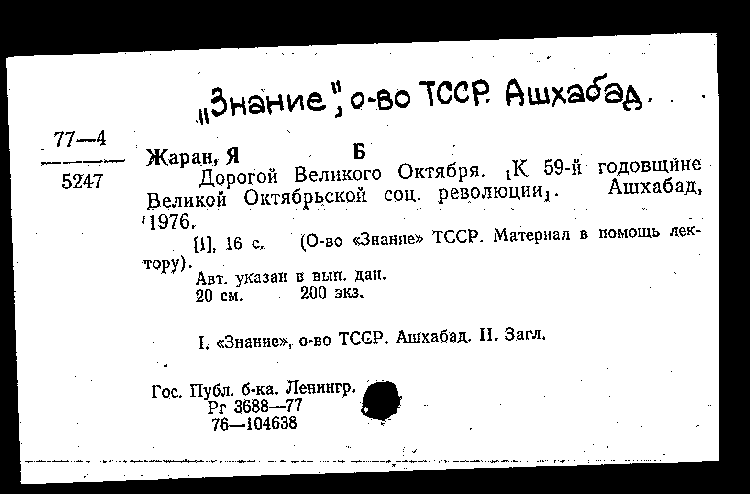 „Знание", о-во ТССР. Ашхабад.
77—4
5247
Жаран, Я Б
Дорогой Великого Октября. [К 59-й годовщине
Великой Октябрьской соц. революции]. Ашхабад,
1976.
[1], 16 с. (О-во «Знание» ТССР. Материал в помощь лек-
тору).
Авт. указан в вып. дан.
20 см. 200 экз.
I. «Знание», о-во ТССР. Ашхабад. II. Загл.
Гос. Публ. б-ка. Ленингр.
Рг 3688—77
76—104638